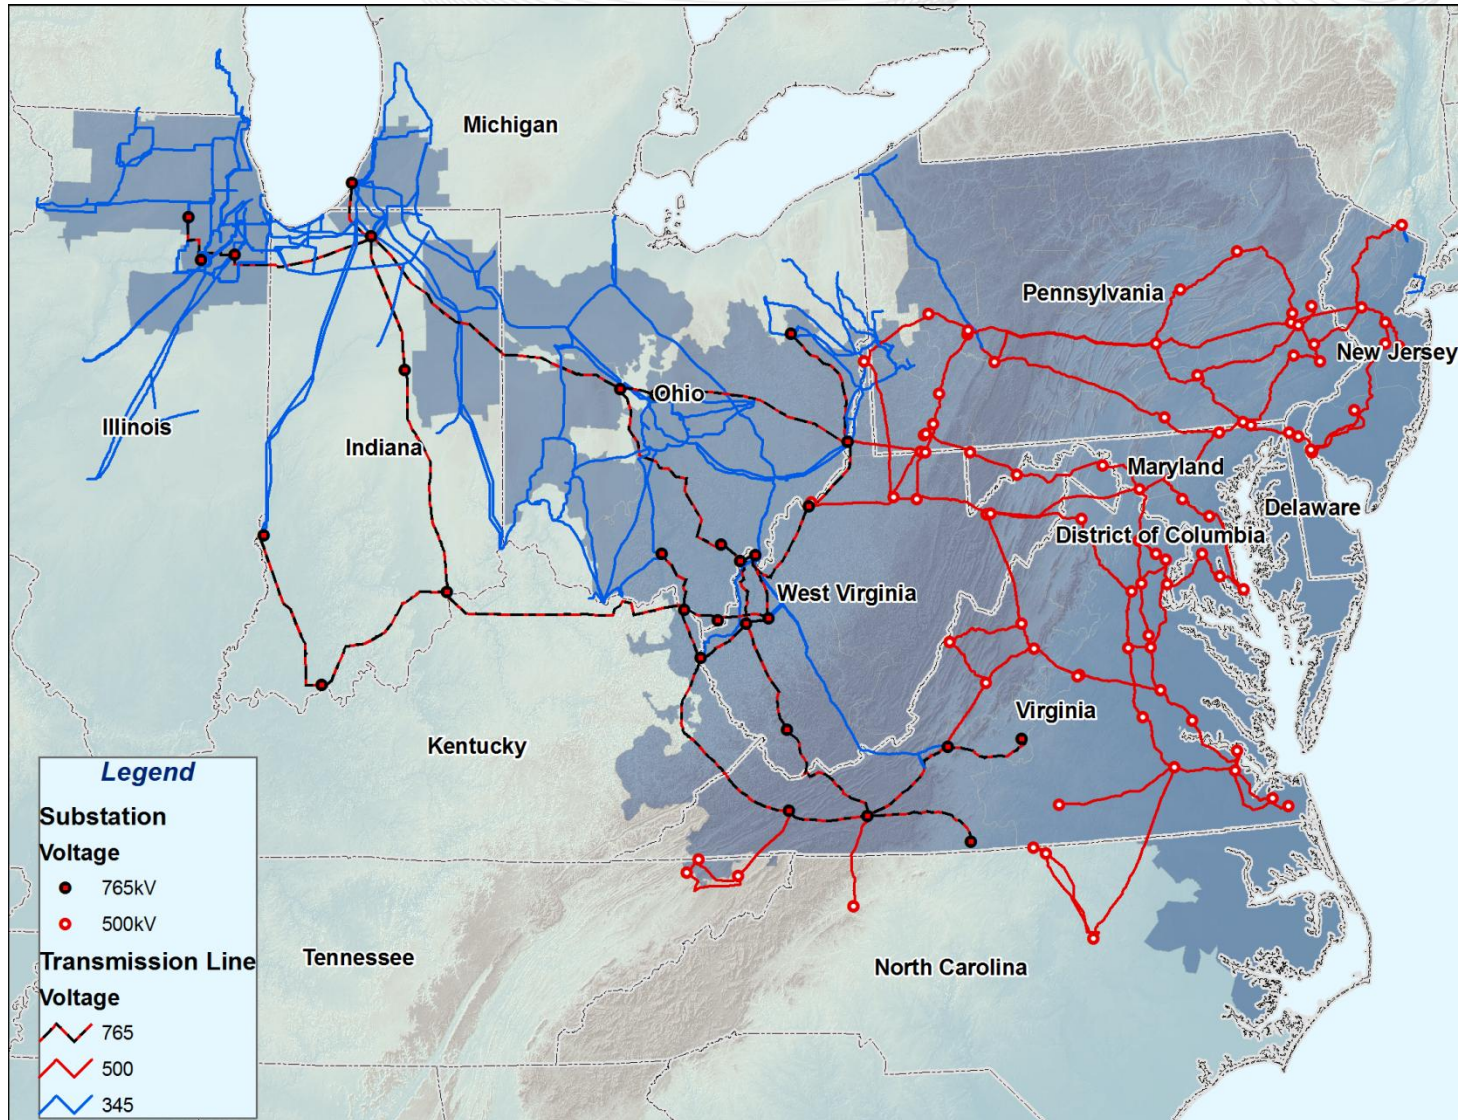 Michigan
Pennsylvania
New Jersey
Ohio
Illinois
Indiana
Maryland
Delaware
District of Columbia
West Virginia
Virginia
Kentucky
Tennessee
North Carolina
Legend
Substation
Voltage
765kV
500kV
Transmission Line
Voltage
765
500
345